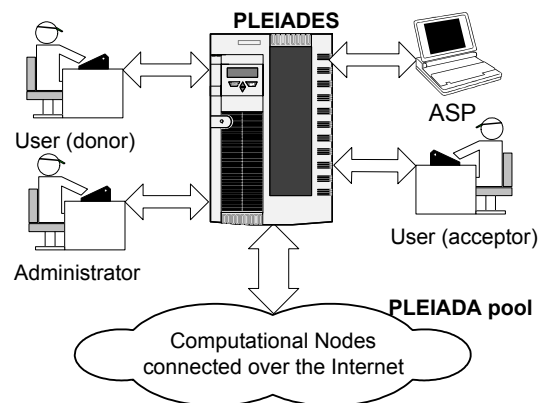 PLEIADES
User (donor)
ASP
Administrator
User (acceptor)
PLEIADA pool
Computational Nodes
connected over the Internet